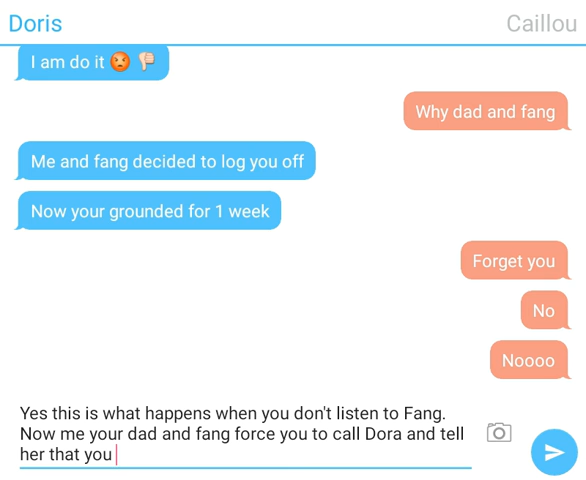 Doris
Caillou
I am do it 😡 👎🏻
Why dad and fang
Me and fang decided to log you off
Now your grounded for 1 week
Forget you
No
Noooo
Yes this is what happens when you don't listen to Fang.
Now me your dad and fang force you to call Dora and tell
her that you